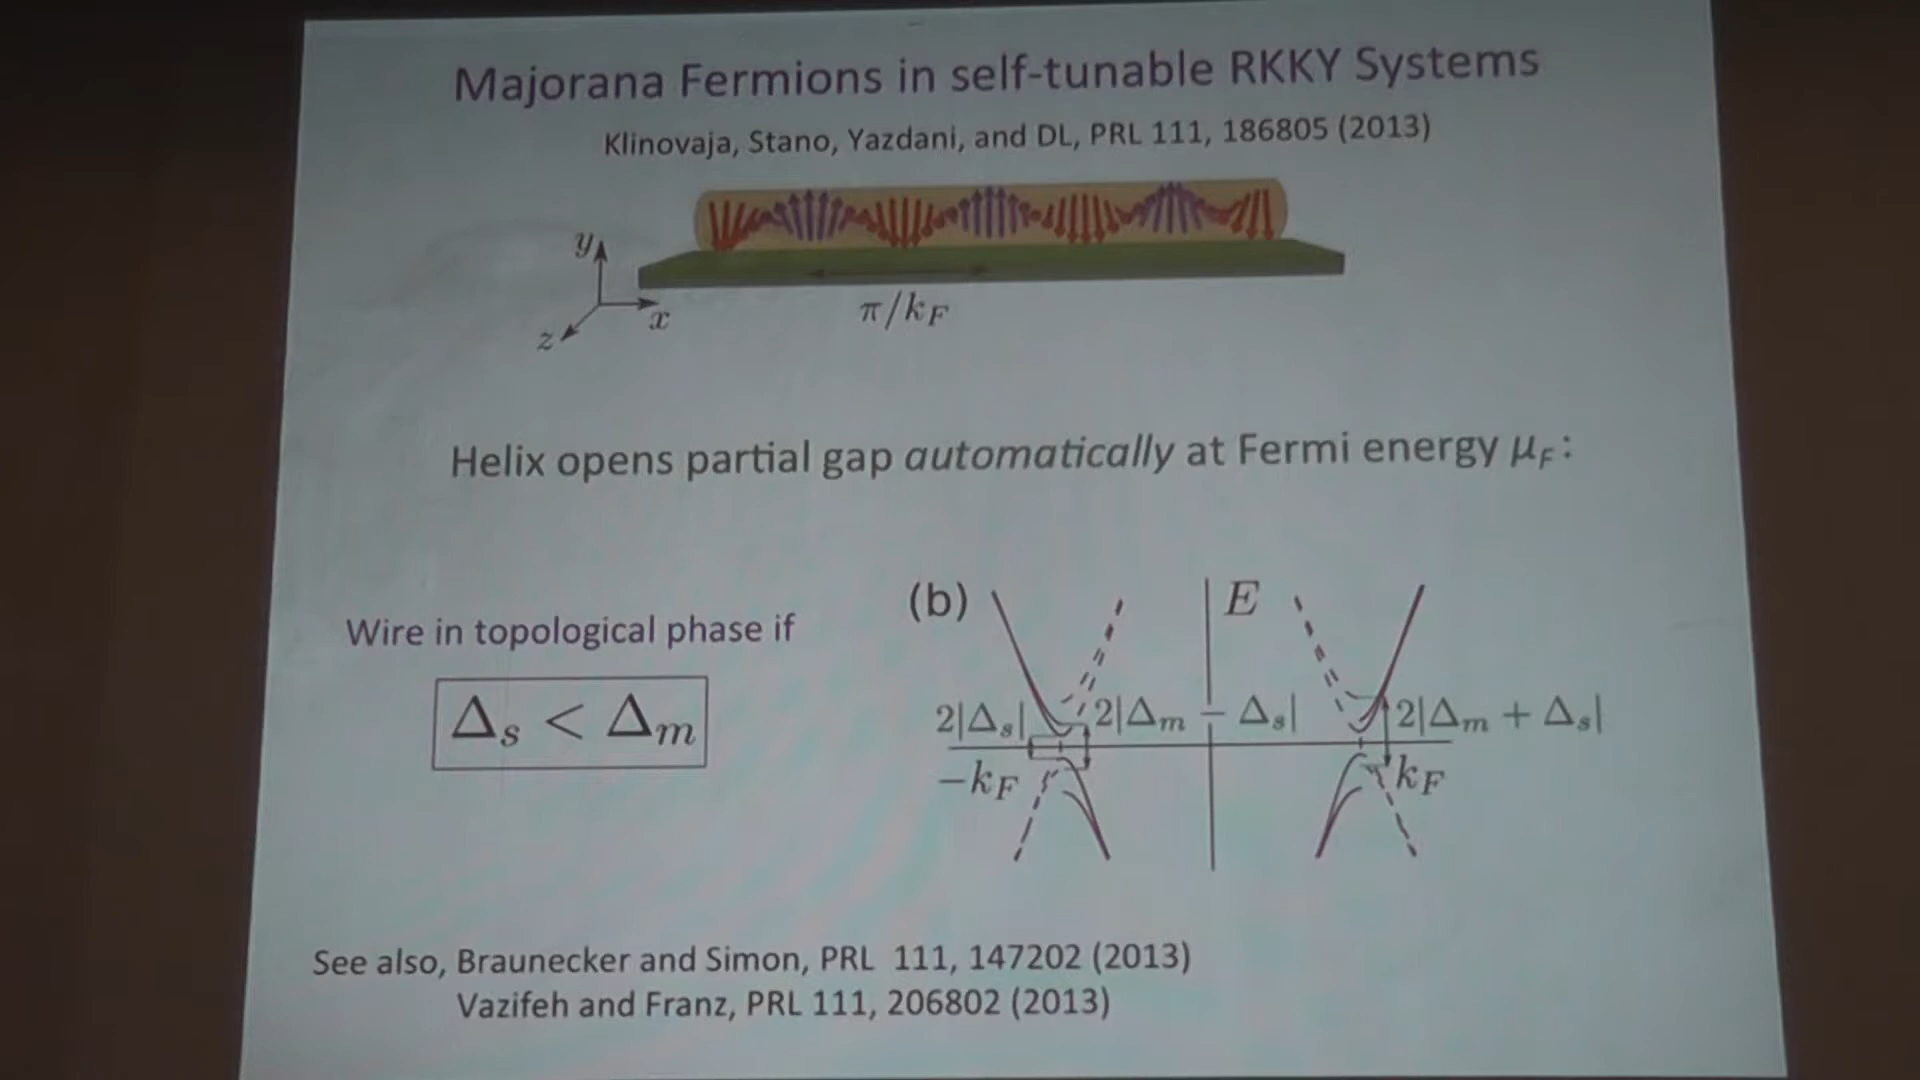 Majorana Fermions in self-tunable RKKY Systems
Klinovaja, Stano, Yazdani, and DL, PRL 111, 186805 (2013)
y
x
z
π/k_F
Helix opens partial gap automatically at Fermi energy μ_F:
(b)
E
Wire in topological phase if
Δ_s < Δ_m
2|Δ_s|
2|Δ_m − Δ_s|
2|Δ_m + Δ_s|
−k_F
k_F
See also, Braunecker and Simon, PRL 111, 147202 (2013)
Vazifeh and Franz, PRL 111, 206802 (2013)